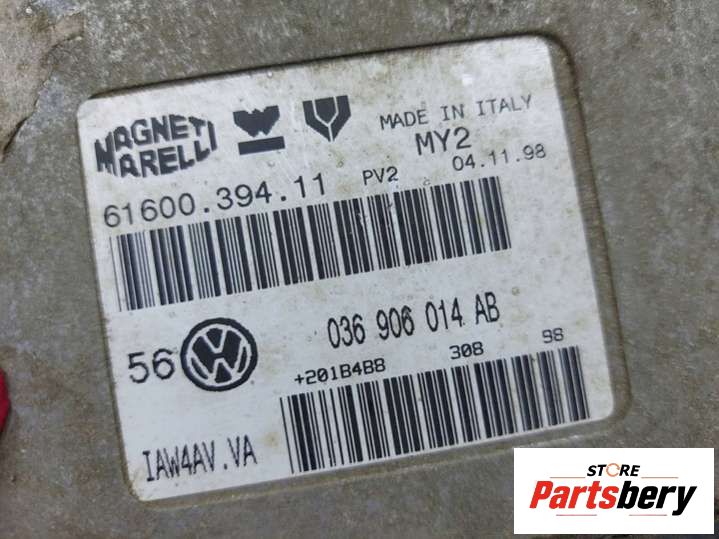 MAGNETI
MARELLI
MADE IN ITALY
MY2
61600.394.11 PV2 04.11.98
56 VW 036 906 014 AB
+201B4B8 308 98
IAW4AV.VA
STORE
Partsbery